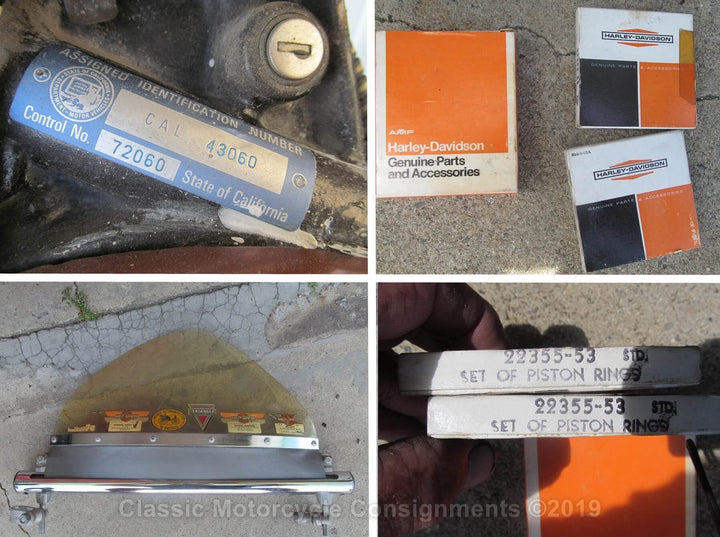 ASSIGNED IDENTIFICATION NUMBER
CAL 43060
Control No. 72060
State of California
AMF
Harley-Davidson
Genuine Parts
and Accessories
HARLEY-DAVIDSON
GENUINE PARTS & ACCESSORIES
HARLEY-DAVIDSON
GENUINE PARTS & ACCESSORIES
22355-53 STD.
SET OF PISTON RINGS
22355-53 STD.
SET OF PISTON RINGS
Classic Motorcycle Consignments ©2019